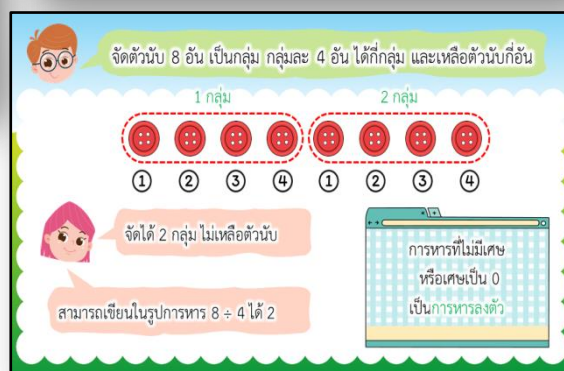 จัดตัวนับ 8 อัน เป็นกลุ่ม กลุ่มละ 4 อัน ได้กี่กลุ่ม และเหลือตัวนับกี่อัน
1 กลุ่ม 2 กลุ่ม
① ② ③ ④ ① ② ③ ④
จัดได้ 2 กลุ่ม ไม่เหลือตัวนับ
สามารถเขียนในรูปการหาร 8 ÷ 4 ได้ 2
การหารที่ไม่มีเศษ
หรือเศษเป็น 0
เป็นการหารลงตัว